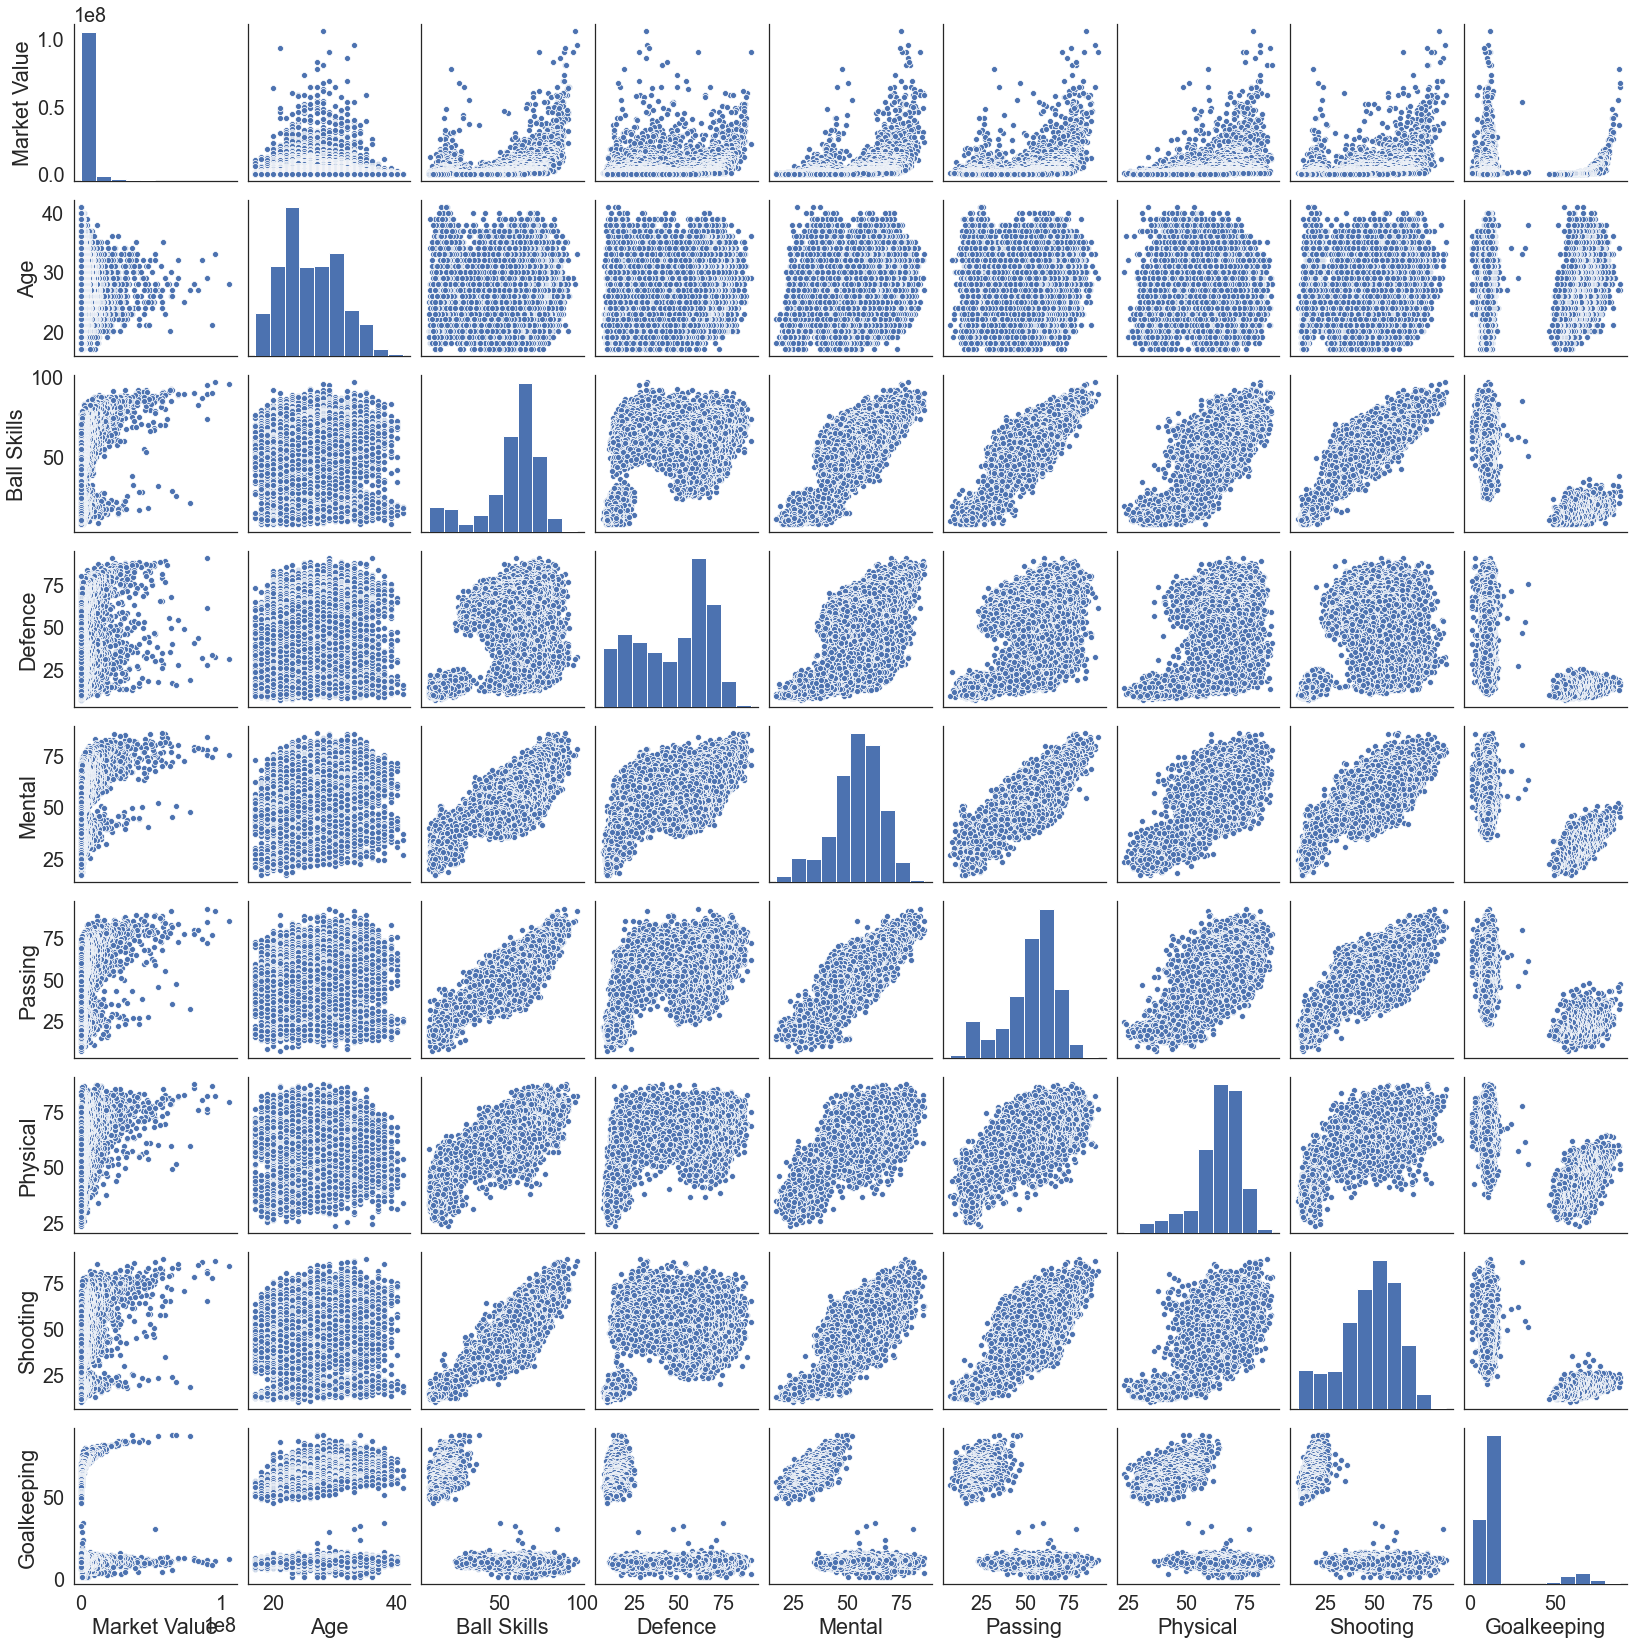 1e8
1.0
0.5
0.0
Market Value
40
30
20
Age
100
50
Ball Skills
75
50
25
Defence
75
50
25
Mental
75
50
25
Passing
75
50
25
Physical
75
50
25
Shooting
50
0
Goalkeeping
0 1 20 40 50 100 25 50 75 25 50 75 25 50 75 25 50 75 25 50 75 0 50
1e8
Market Value Age Ball Skills Defence Mental Passing Physical Shooting Goalkeeping